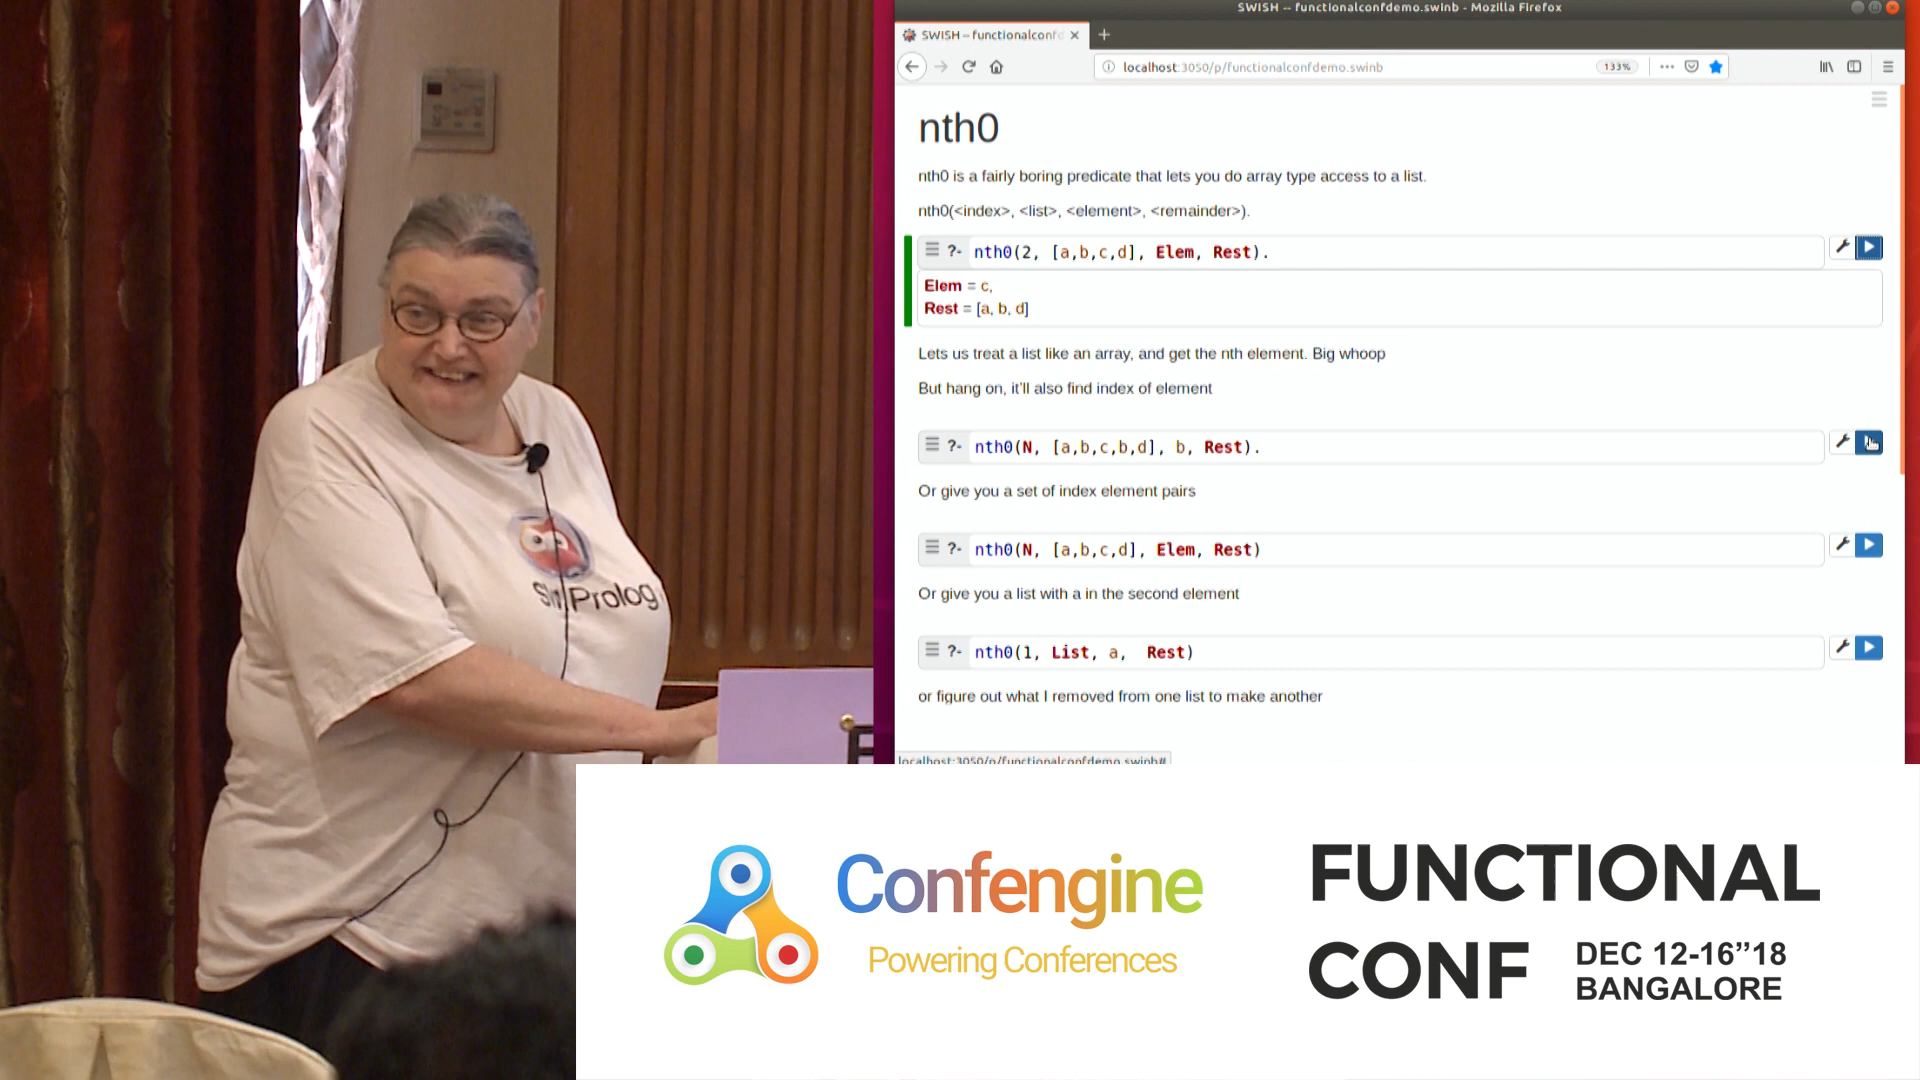 SWISH -- functionalconfdemo.swinb - Mozilla Firefox
SWISH -- functionalconfd
localhost:3050/p/functionalconfdemo.swinb
133%
nth0
nth0 is a fairly boring predicate that lets you do array type access to a list.
nth0(<index>, <list>, <element>, <remainder>).
?- nth0(2, [a,b,c,d], Elem, Rest).
Elem = c,
Rest = [a, b, d]
Lets us treat a list like an array, and get the nth element. Big whoop
But hang on, it'll also find index of element
?- nth0(N, [a,b,c,b,d], b, Rest).
Or give you a set of index element pairs
?- nth0(N, [a,b,c,d], Elem, Rest)
Or give you a list with a in the second element
?- nth0(1, List, a, Rest)
or figure out what I removed from one list to make another
localhost:3050/p/functionalconfdemo.swinb#
Prolog
Confengine
Powering Conferences
FUNCTIONAL
CONF
DEC 12-16”18
BANGALORE